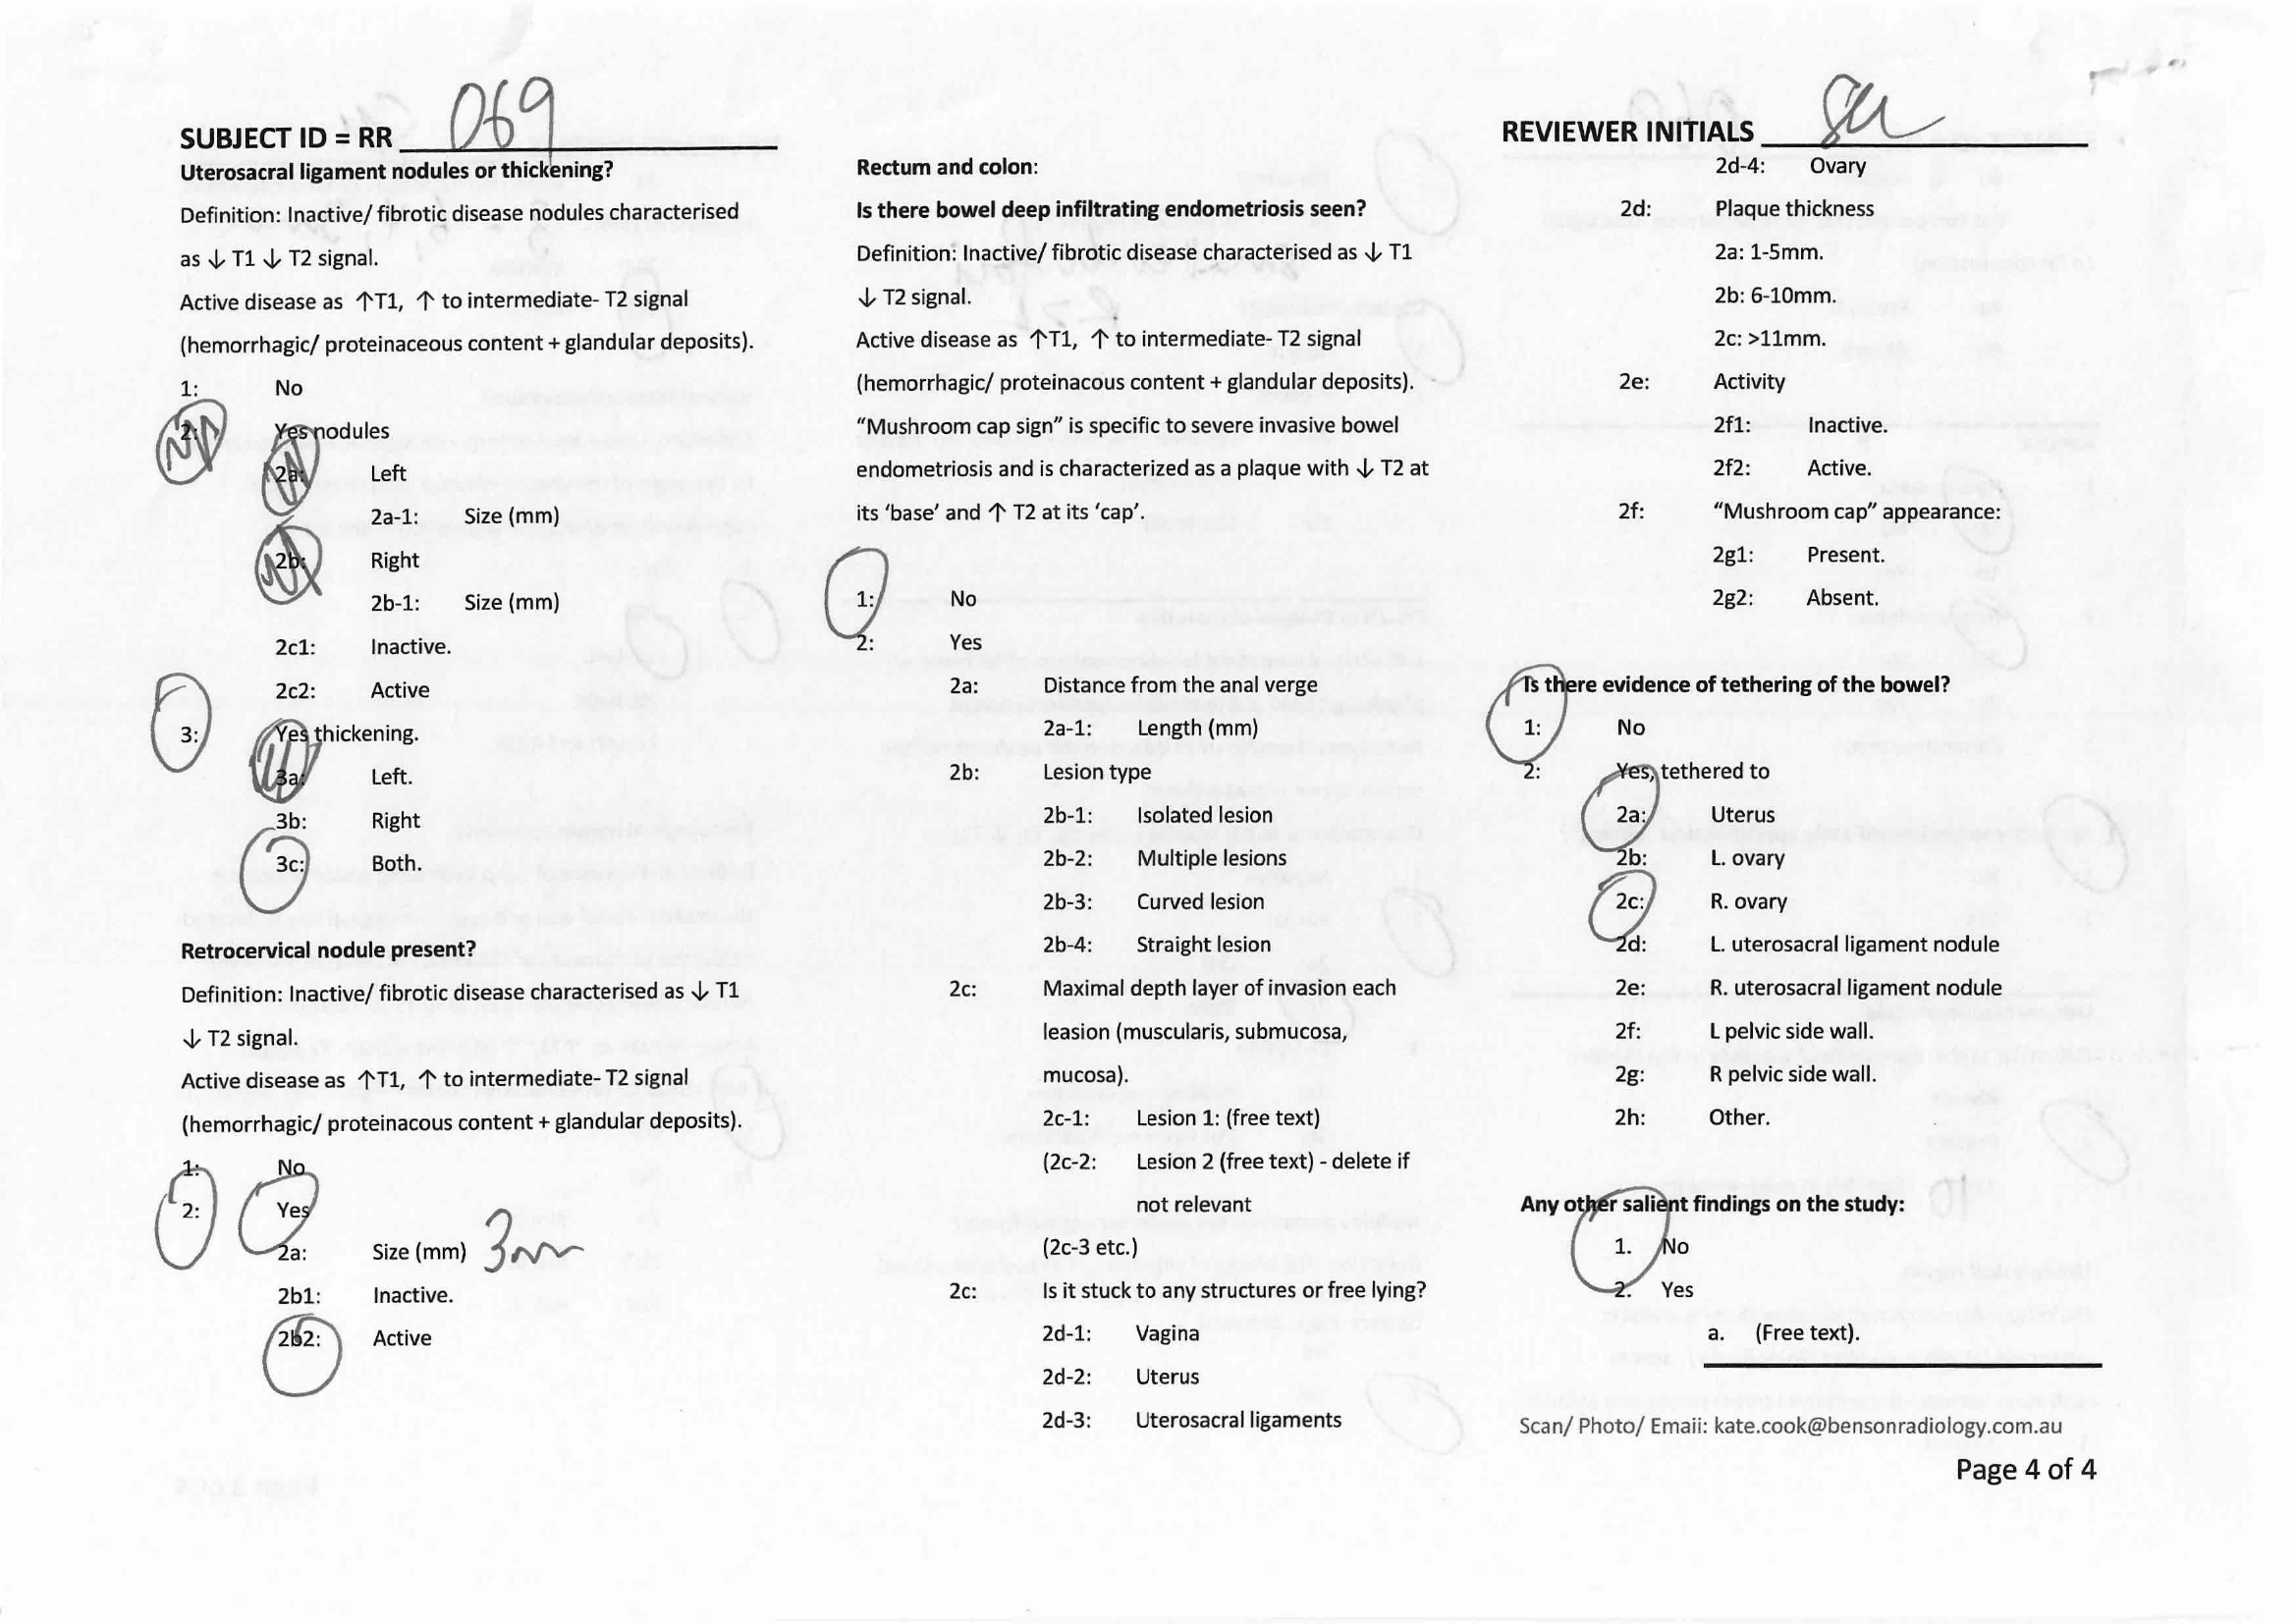 SUBJECT ID = RR 069
Uterosacral ligament nodules or thickening?
Definition: Inactive/ fibrotic disease nodules characterised
as ↓ T1 ↓ T2 signal.
Active disease as ↑T1, ↑ to intermediate- T2 signal
(hemorrhagic/ proteinaceous content + glandular deposits).
1: No
2: Yes nodules
2a: Left
2a-1: Size (mm)
2b: Right
2b-1: Size (mm)
2c1: Inactive.
2c2: Active
3: Yes thickening.
3a: Left.
3b: Right
3c: Both.
Retrocervical nodule present?
Definition: Inactive/ fibrotic disease characterised as ↓ T1
↓ T2 signal.
Active disease as ↑T1, ↑ to intermediate- T2 signal
(hemorrhagic/ proteinacous content + glandular deposits).
1: No
2: Yes
2a: Size (mm) 3mm
2b1: Inactive.
2b2: Active
Rectum and colon:
Is there bowel deep infiltrating endometriosis seen?
Definition: Inactive/ fibrotic disease characterised as ↓ T1
↓ T2 signal.
Active disease as ↑T1, ↑ to intermediate- T2 signal
(hemorrhagic/ proteinacous content + glandular deposits).
“Mushroom cap sign” is specific to severe invasive bowel
endometriosis and is characterized as a plaque with ↓ T2 at
its ‘base’ and ↑ T2 at its ‘cap’.
1: No
2: Yes
2a: Distance from the anal verge
2a-1: Length (mm)
2b: Lesion type
2b-1: Isolated lesion
2b-2: Multiple lesions
2b-3: Curved lesion
2b-4: Straight lesion
2c: Maximal depth layer of invasion each
leasion (muscularis, submucosa,
mucosa).
2c-1: Lesion 1: (free text)
(2c-2: Lesion 2 (free text) - delete if
not relevant
(2c-3 etc.)
2c: Is it stuck to any structures or free lying?
2d-1: Vagina
2d-2: Uterus
2d-3: Uterosacral ligaments
REVIEWER INITIALS
2d-4: Ovary
2d: Plaque thickness
2a: 1-5mm.
2b: 6-10mm.
2c: >11mm.
2e: Activity
2f1: Inactive.
2f2: Active.
2f: “Mushroom cap” appearance:
2g1: Present.
2g2: Absent.
Is there evidence of tethering of the bowel?
1: No
2: Yes, tethered to
2a: Uterus
2b: L. ovary
2c: R. ovary
2d: L. uterosacral ligament nodule
2e: R. uterosacral ligament nodule
2f: L pelvic side wall.
2g: R pelvic side wall.
2h: Other.
Any other salient findings on the study:
1. No
2. Yes
a. (Free text).
Scan/ Photo/ Emaii: kate.cook@bensonradiology.com.au
Page 4 of 4